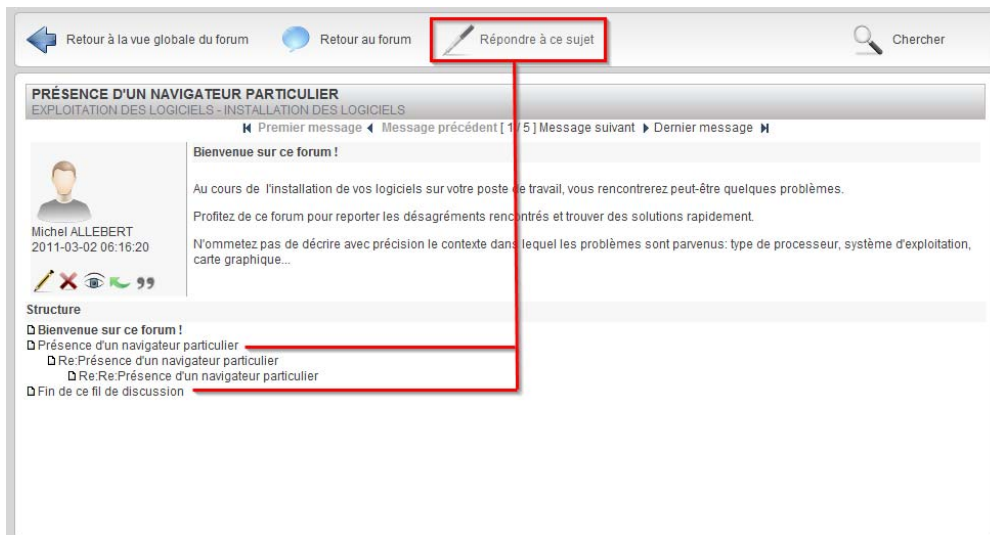 Retour à la vue globale du forum Retour au forum Répondre à ce sujet Chercher
PRÉSENCE D'UN NAVIGATEUR PARTICULIER
EXPLOITATION DES LOGICIELS - INSTALLATION DES LOGICIELS
Premier message Message précédent [ 1 / 5 ] Message suivant Dernier message
Bienvenue sur ce forum !
Au cours de l'installation de vos logiciels sur votre poste de travail, vous rencontrerez peut-être quelques problèmes.
Profitez de ce forum pour reporter les désagréments rencontrés et trouver des solutions rapidement.
N'ommetez pas de décrire avec précision le contexte dans lequel les problèmes sont parvenus: type de processeur, système d'exploitation,
carte graphique...
Michel ALLEBERT
2011-03-02 06:16:20
Structure
Bienvenue sur ce forum !
Présence d'un navigateur particulier
Re:Présence d'un navigateur particulier
Re:Re:Présence d'un navigateur particulier
Fin de ce fil de discussion